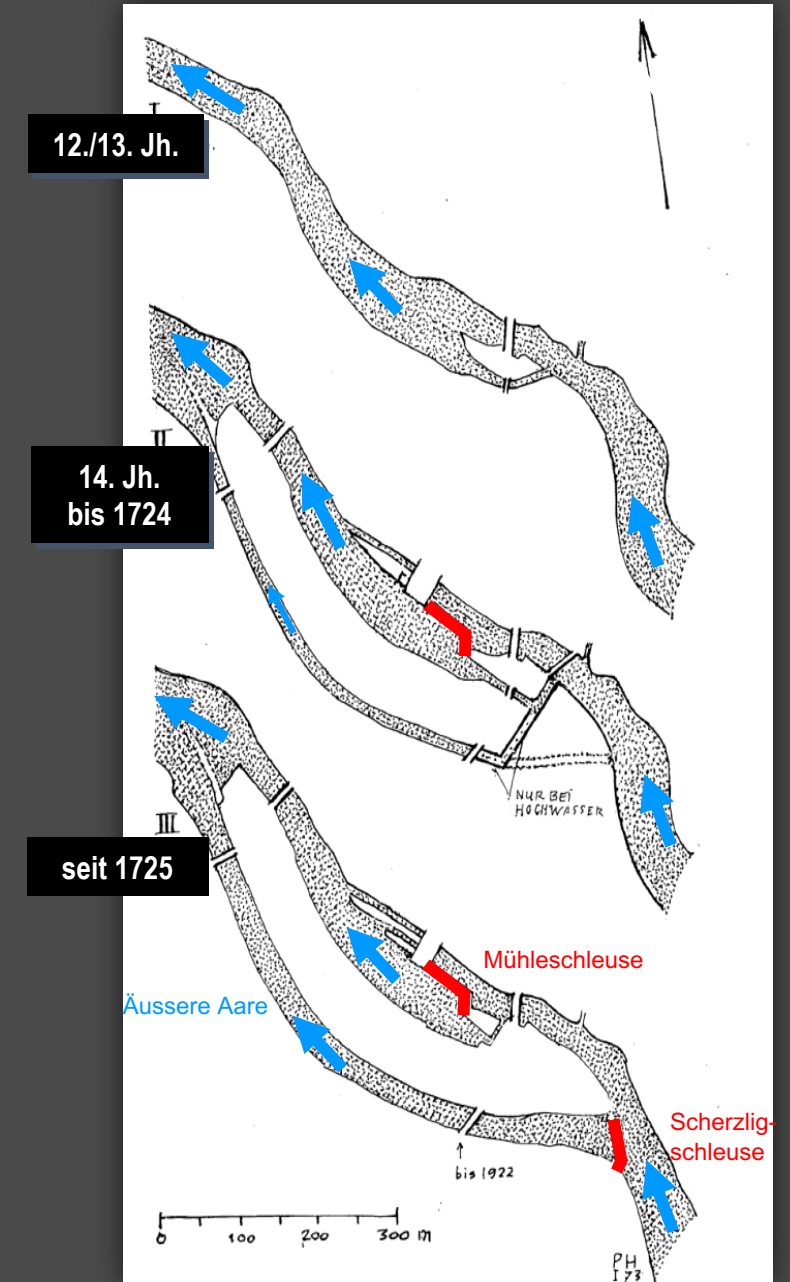 I
12./13. Jh.
II
14. Jh.
bis 1724
NUR BEI
HOCHWASSER
III
seit 1725
Mühleschleuse
Äussere Aare
Scherzlig-
schleuse
bis 1922
0 100 200 300 m
PH
I 73